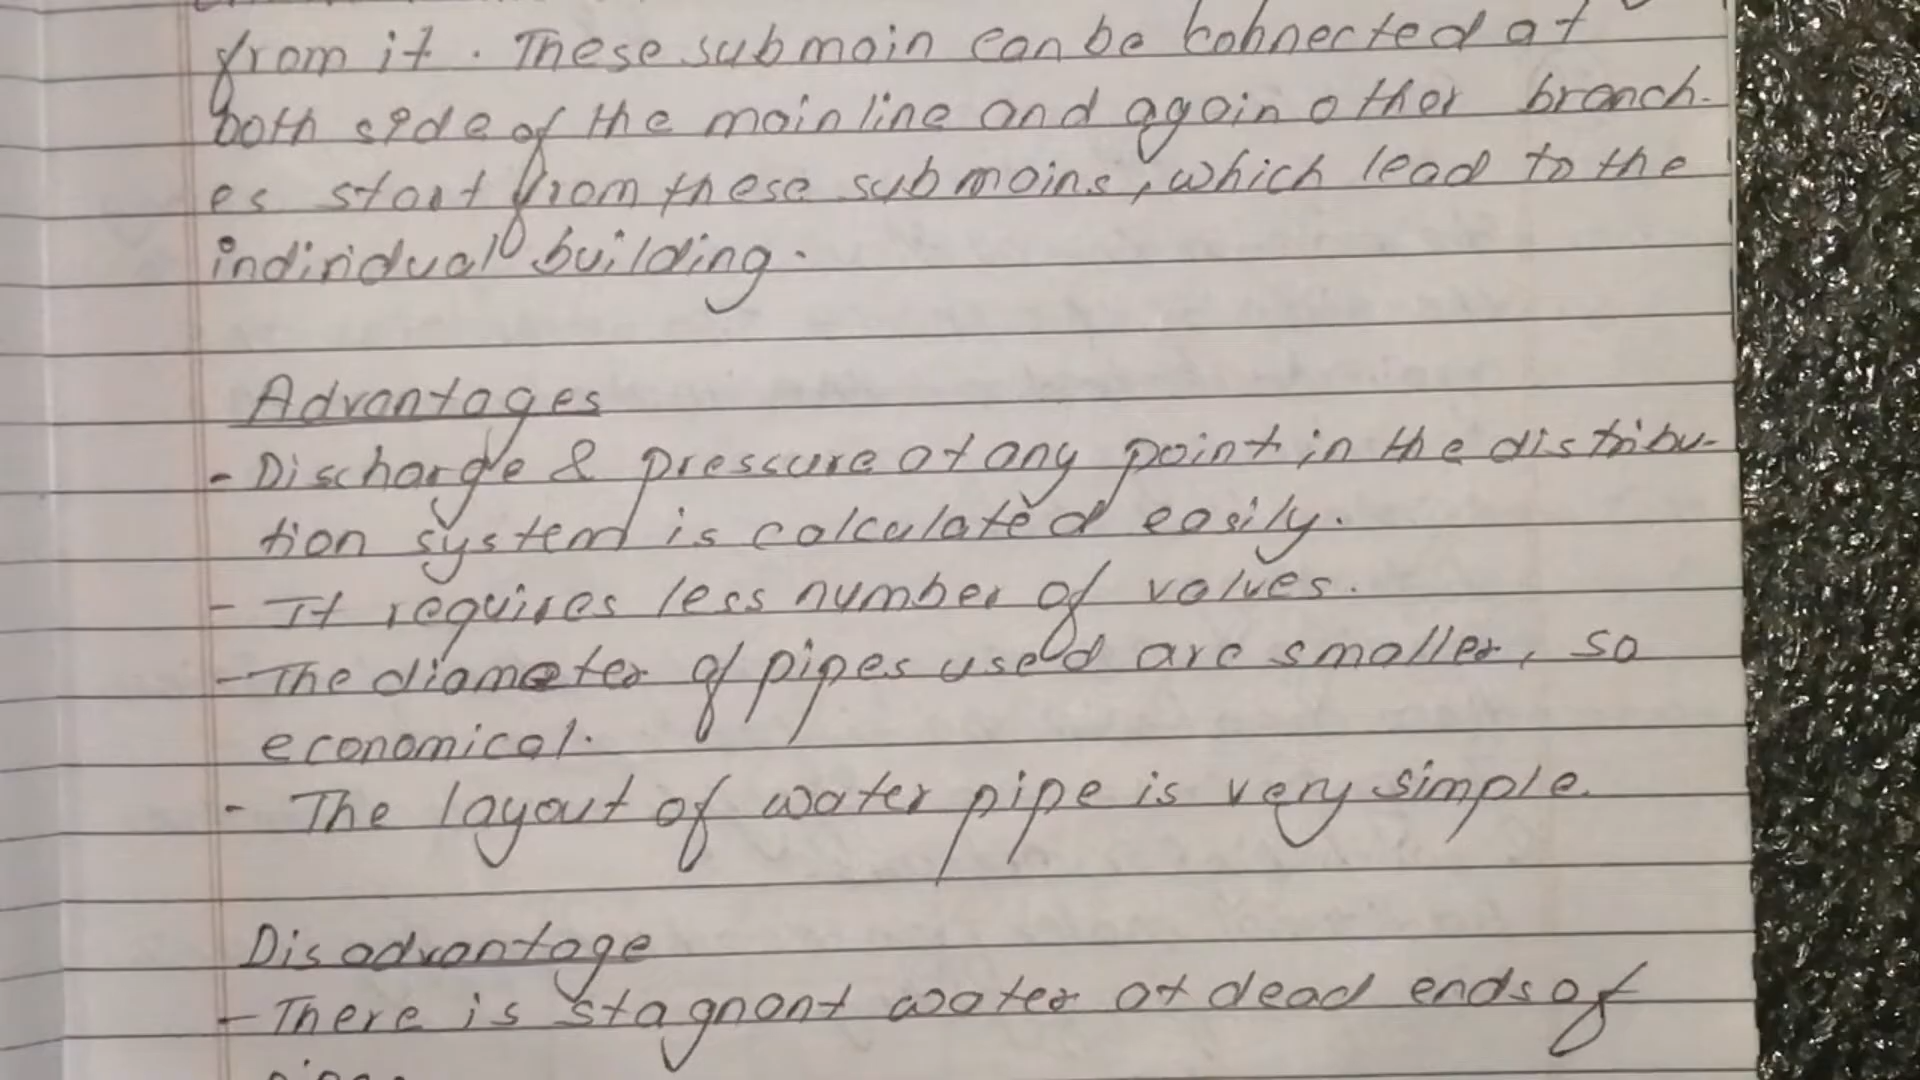 from it. These submain can be connected at
both side of the main line and again other branch-
es start from these submains, which lead to the
individual building.
Advantages
- Discharge & pressure at any point in the distribu-
tion system is calculated easily.
- It requires less number of valves.
- The diameter of pipes used are smaller, so
economical.
- The layout of water pipe is very simple.
Disadvantage
- There is stagnant water at dead ends of